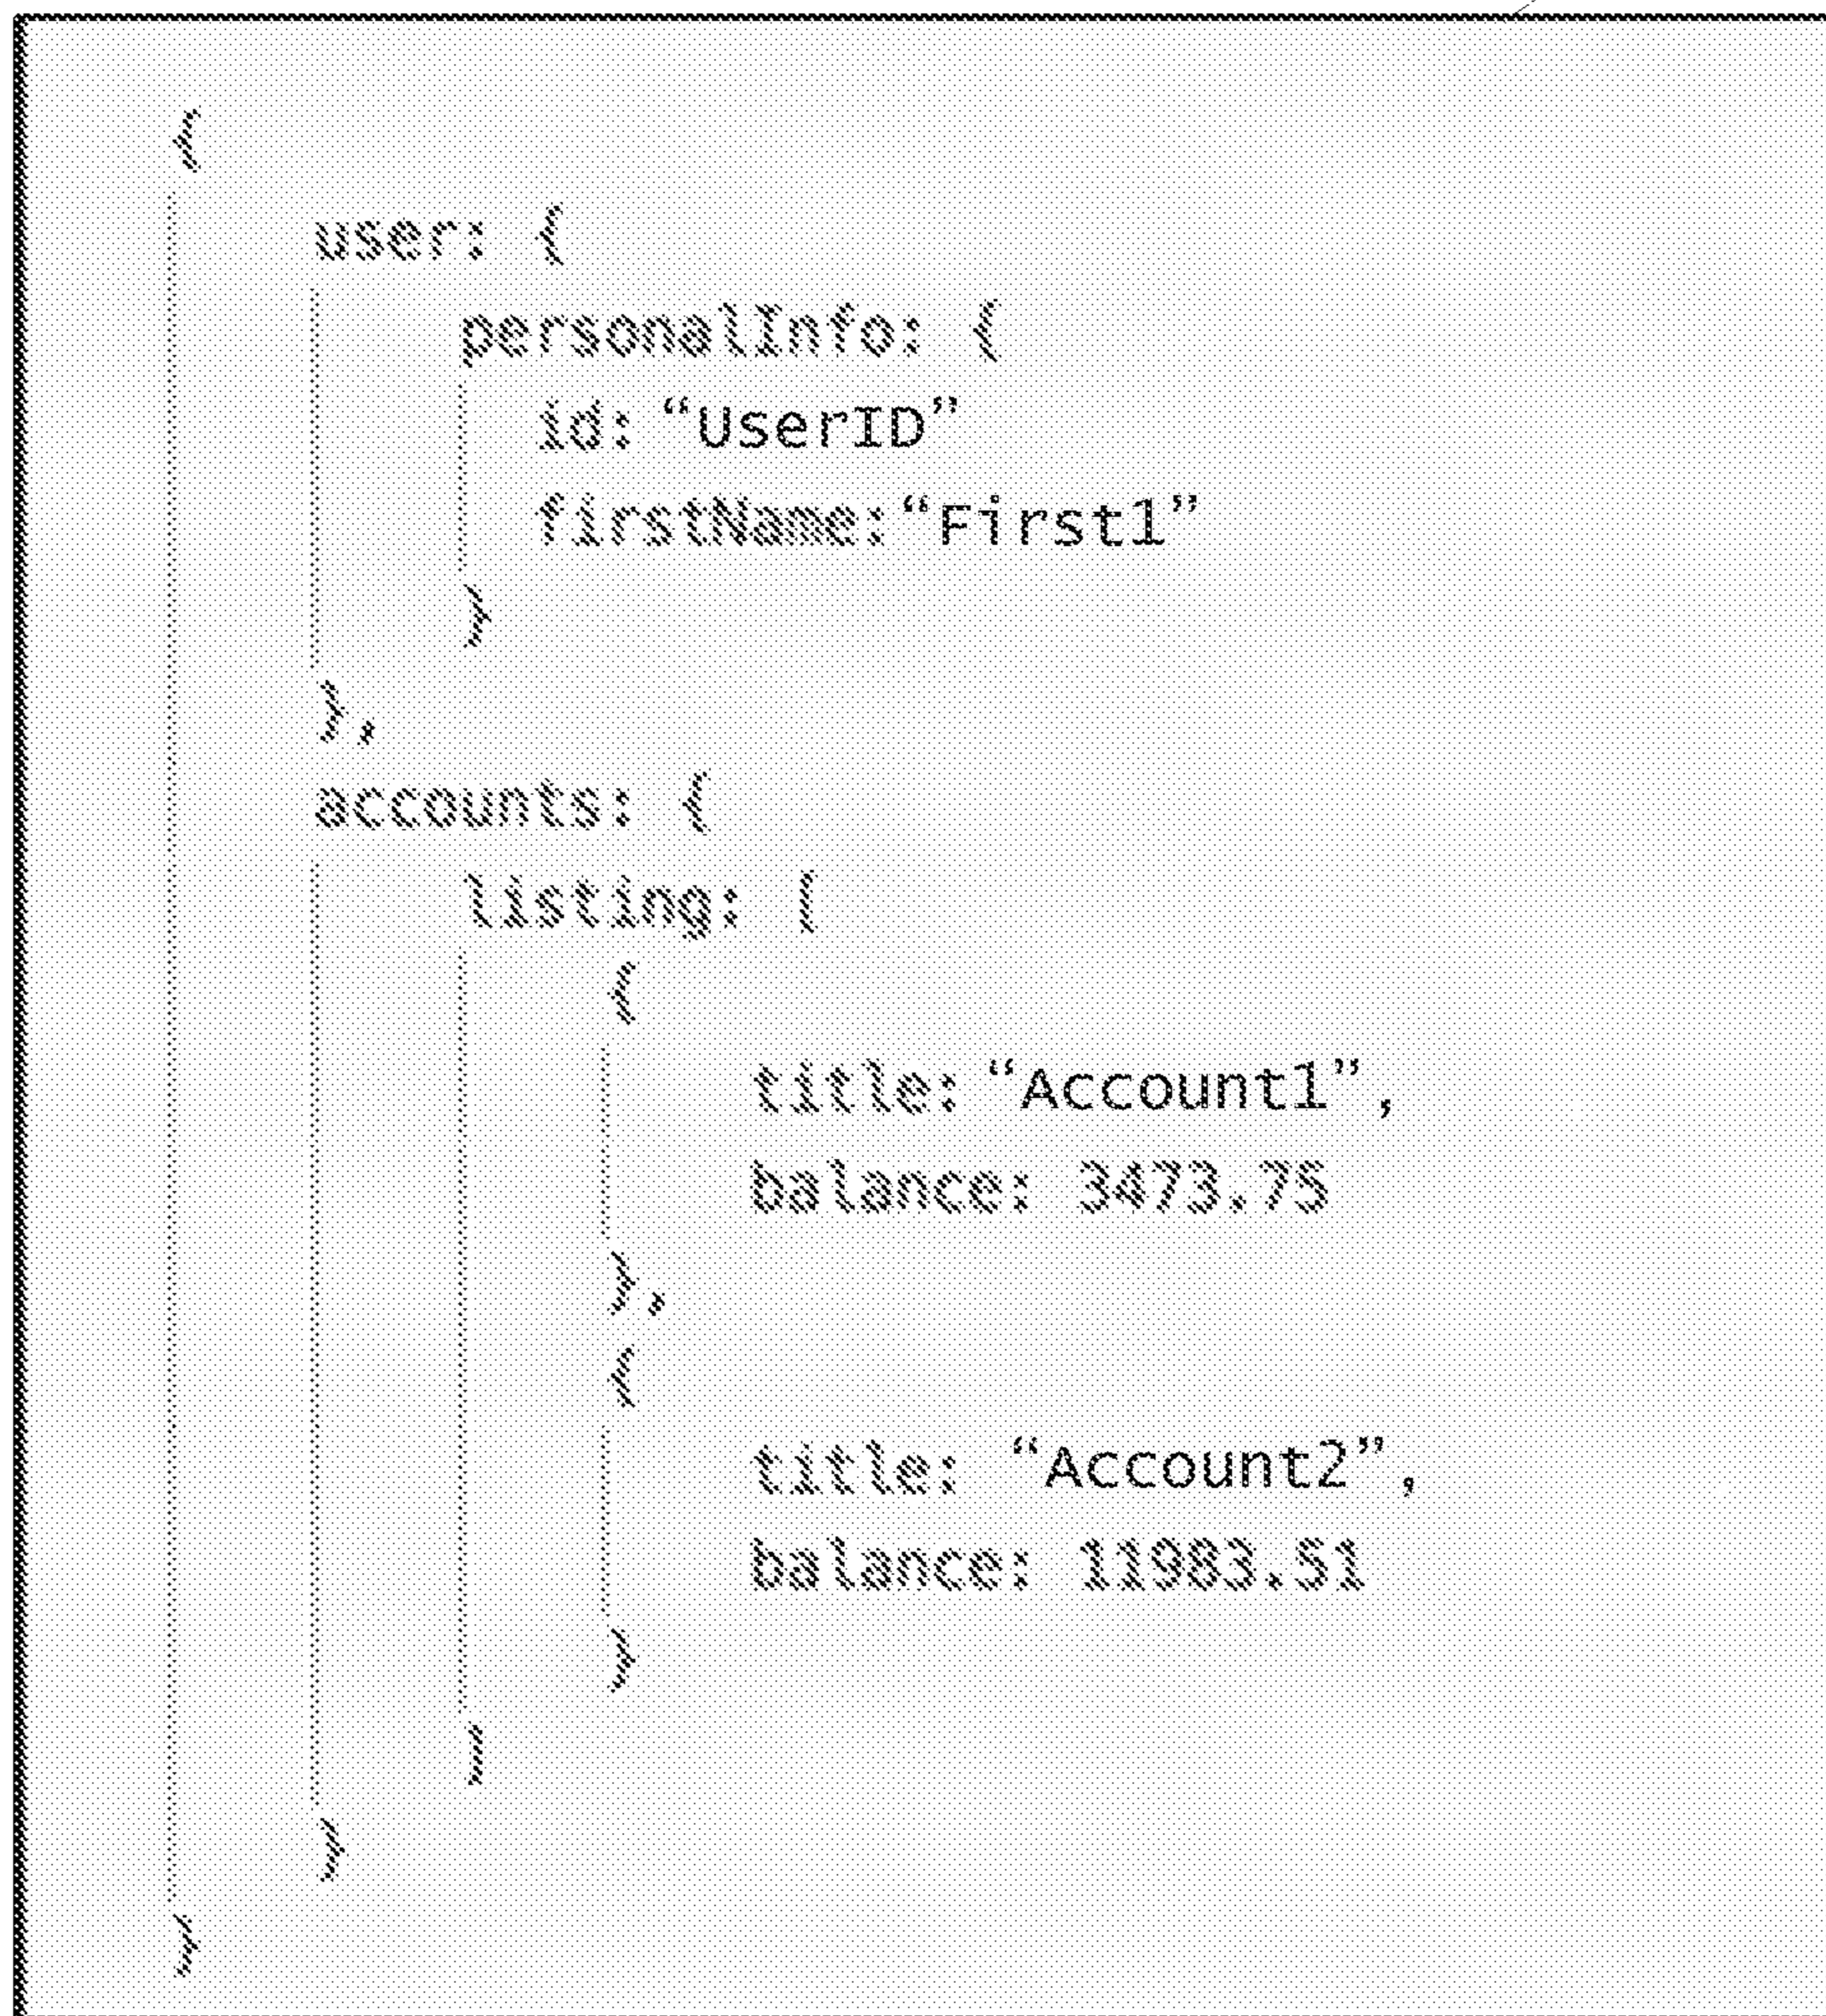 {
user: {
personalInfo: {
id: “UserID”
firstName:“First1”
}
},
accounts: {
listing: [
{
title: “Account1”,
balance: 3473.75
},
{
title: “Account2”,
balance: 11983.51
}
]
}
}